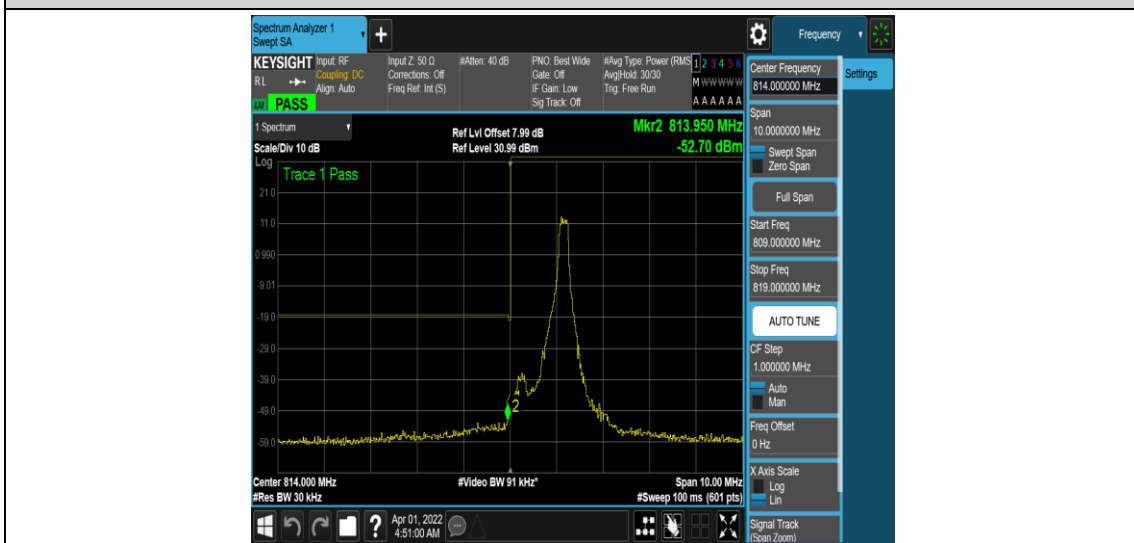 Spectrum Analyzer 1
Swept SA
+
Frequency
KEYSIGHT
RL
LXI PASS
Input: RF
Coupling: DC
Align: Auto
Input Z: 50 Ω
Corrections: Off
Freq Ref: Int (S)
#Atten: 40 dB
PNO: Best Wide
Gate: Off
IF Gain: Low
Sig Track: Off
#Avg Type: Power (RMS
Avg|Hold: 30/30
Trig: Free Run
1 2 3 4 5 6
M W W W W W
A A A A A A
Center Frequency
814.000000 MHz
Settings
1 Spectrum
Scale/Div 10 dB
Ref Lvl Offset 7.99 dB
Ref Level 30.99 dBm
Mkr2 813.950 MHz
-52.70 dBm
Span
10.0000000 MHz
Swept Span
Zero Span
Full Span
Start Freq
809.000000 MHz
Stop Freq
819.000000 MHz
AUTO TUNE
CF Step
1.000000 MHz
Auto
Man
Freq Offset
0 Hz
X Axis Scale
Log
Lin
Signal Track
(Span Zoom)
Log
Trace 1 Pass
21.0
11.0
0.990
-9.01
-19.0
-29.0
-39.0
-49.0
-59.0
2
Center 814.000 MHz
#Res BW 30 kHz
#Video BW 91 kHz*
Span 10.00 MHz
#Sweep 100 ms (601 pts)
?
Apr 01, 2022
4:51:00 AM